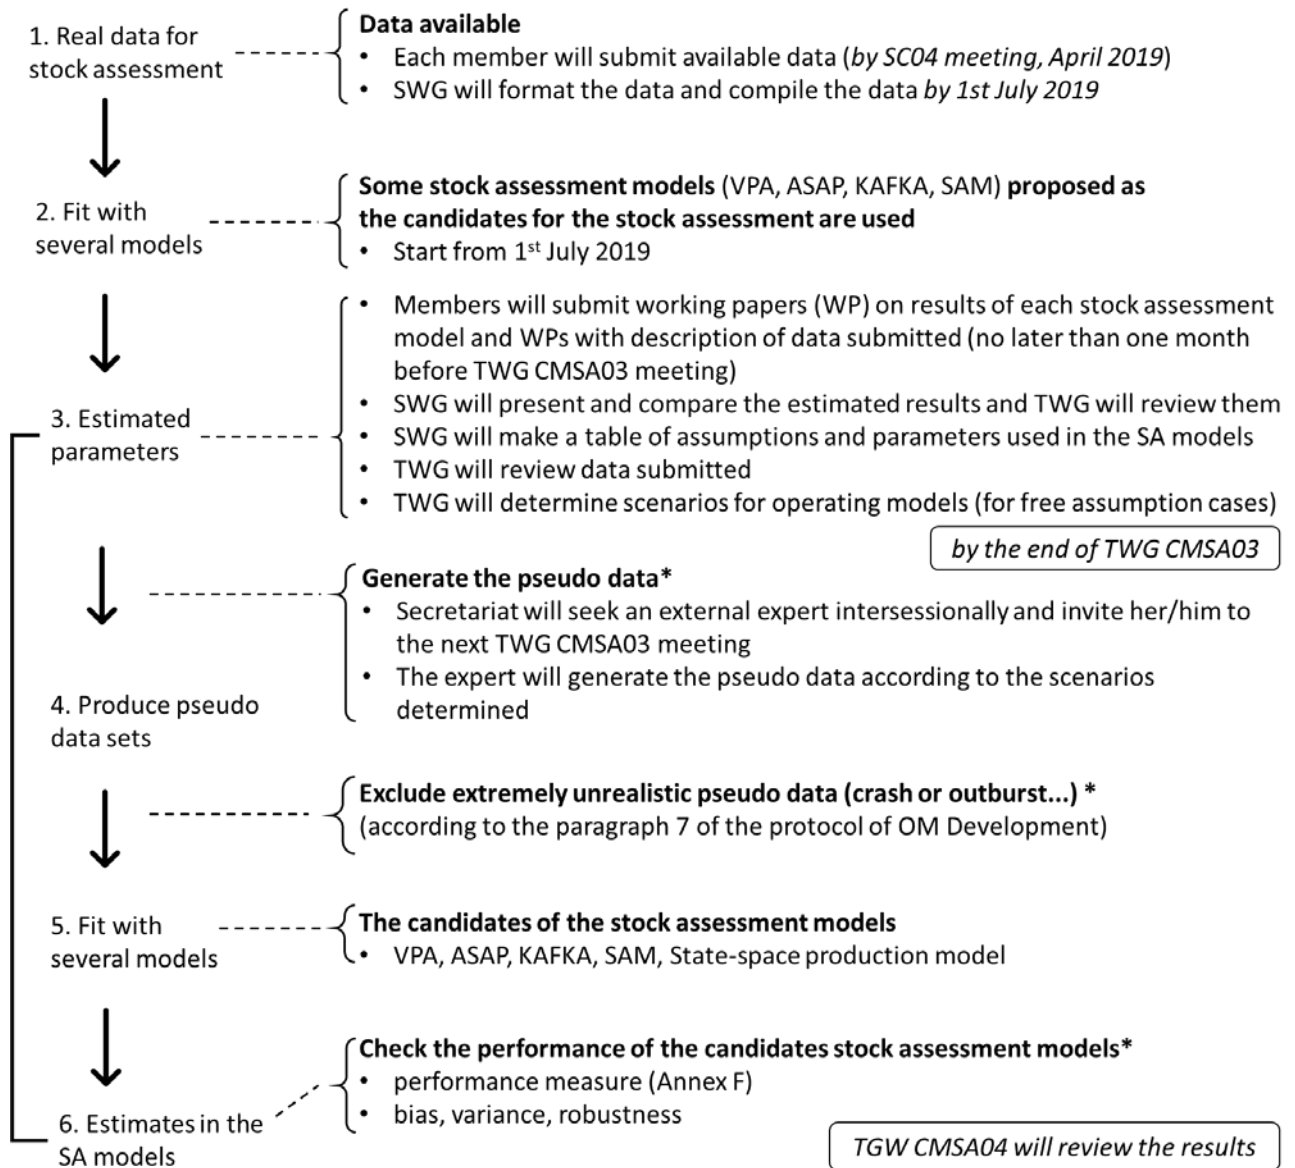 1. Real data for
stock assessment
Data available
• Each member will submit available data (by SC04 meeting, April 2019)
• SWG will format the data and compile the data by 1st July 2019
2. Fit with
several models
Some stock assessment models (VPA, ASAP, KAFKA, SAM) proposed as
the candidates for the stock assessment are used
• Start from 1st July 2019
3. Estimated
parameters
• Members will submit working papers (WP) on results of each stock assessment
model and WPs with description of data submitted (no later than one month
before TWG CMSA03 meeting)
• SWG will present and compare the estimated results and TWG will review them
• SWG will make a table of assumptions and parameters used in the SA models
• TWG will review data submitted
• TWG will determine scenarios for operating models (for free assumption cases)
by the end of TWG CMSA03
Generate the pseudo data*
• Secretariat will seek an external expert intersessionally and invite her/him to
the next TWG CMSA03 meeting
• The expert will generate the pseudo data according to the scenarios
determined
4. Produce pseudo
data sets
Exclude extremely unrealistic pseudo data (crash or outburst...) *
(according to the paragraph 7 of the protocol of OM Development)
5. Fit with
several models
The candidates of the stock assessment models
• VPA, ASAP, KAFKA, SAM, State-space production model
Check the performance of the candidates stock assessment models*
• performance measure (Annex F)
• bias, variance, robustness
6. Estimates in the
SA models
TGW CMSA04 will review the results